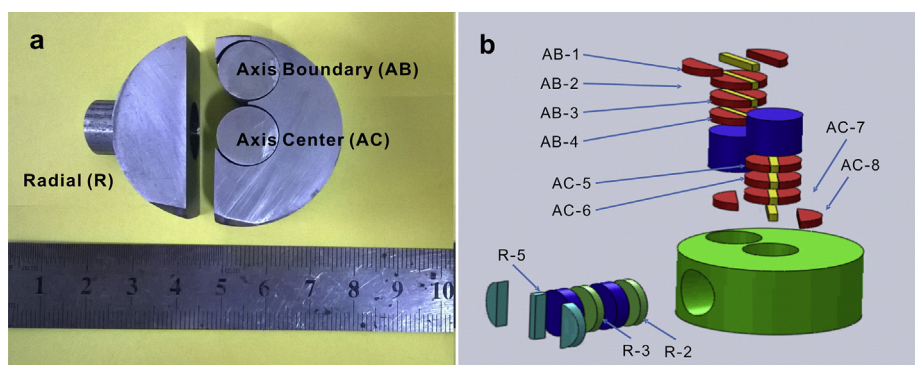 a
Axis Boundary (AB)
Axis Center (AC)
Radial (R)
1 2 3 4 5 6 7 8 9 10
b
AB-1
AB-2
AB-3
AB-4
AC-5
AC-6
AC-7
AC-8
R-5
R-3
R-2